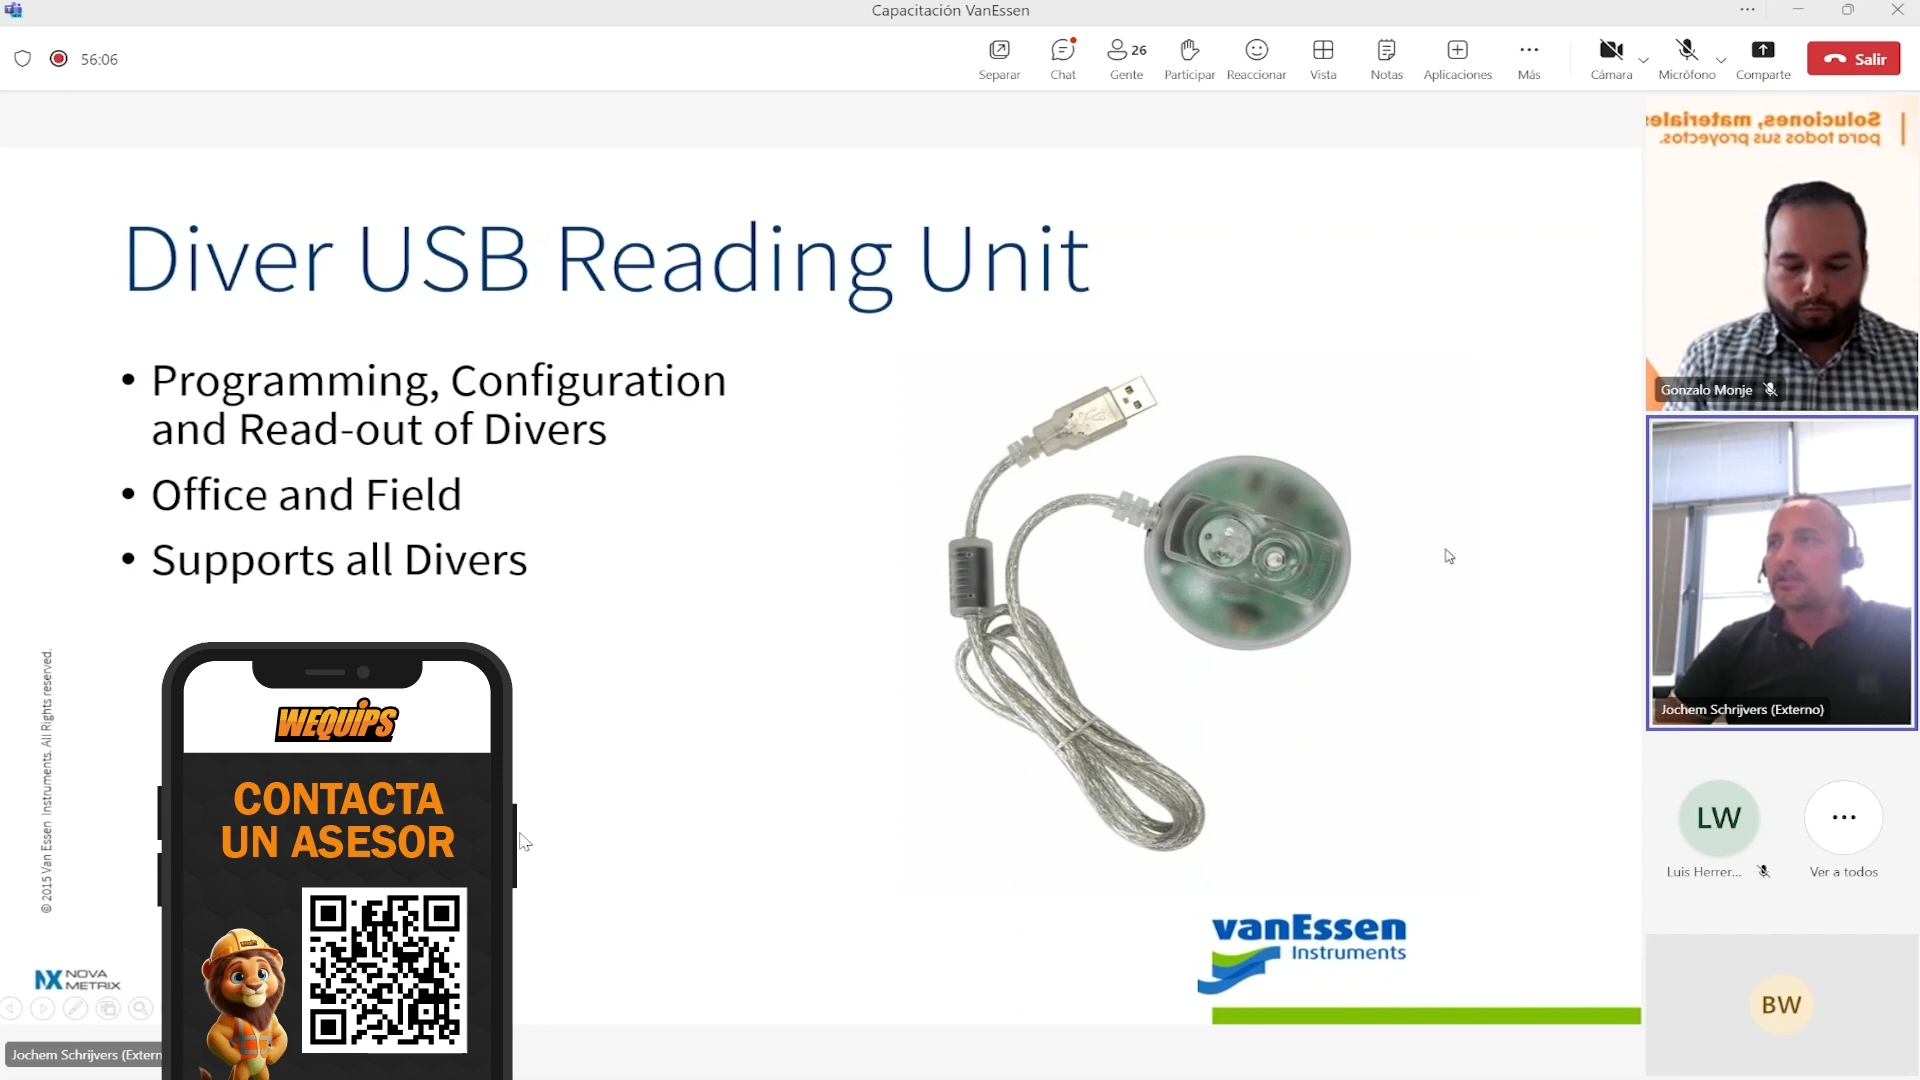 Capacitación VanEssen
56:06
Separar
Chat
26
Gente
Participar
Reaccionar
Vista
Notas
Aplicaciones
Más
Cámara
Micrófono
Comparte
Salir
Soluciones, materiales
para todos sus proyectos.
Diver USB Reading Unit
• Programming, Configuration
and Read-out of Divers
• Office and Field
• Supports all Divers
Gonzalo Monje
Jochem Schrijvers (Externo)
© 2015 Van Essen Instruments. All Rights reserved.
WEQUIPS
CONTACTA
UN ASESOR
LW
Luis Herrer...
Ver a todos
vanEssen
Instruments
NX NOVA
METRIX
BW
Jochem Schrijvers (Extern